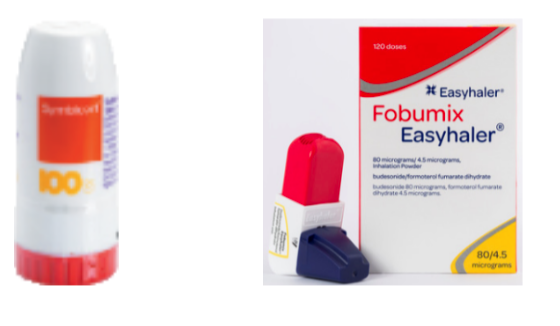 Symbicort
100
120 doses
Easyhaler®
Fobumix
Easyhaler®
80 micrograms/ 4.5 micrograms,
Inhalation Powder
budesonide/formoterol fumarate dihydrate
budesonide 80 micrograms, formoterol fumarate
dihydrate 4.5 micrograms.
80/4.5
micrograms